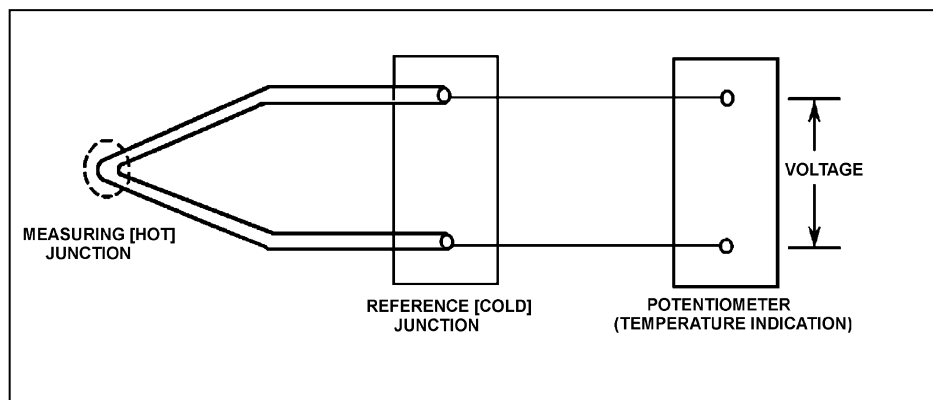 VOLTAGE
MEASURING [HOT]
JUNCTION
REFERENCE [COLD]
JUNCTION
POTENTIOMETER
(TEMPERATURE INDICATION)